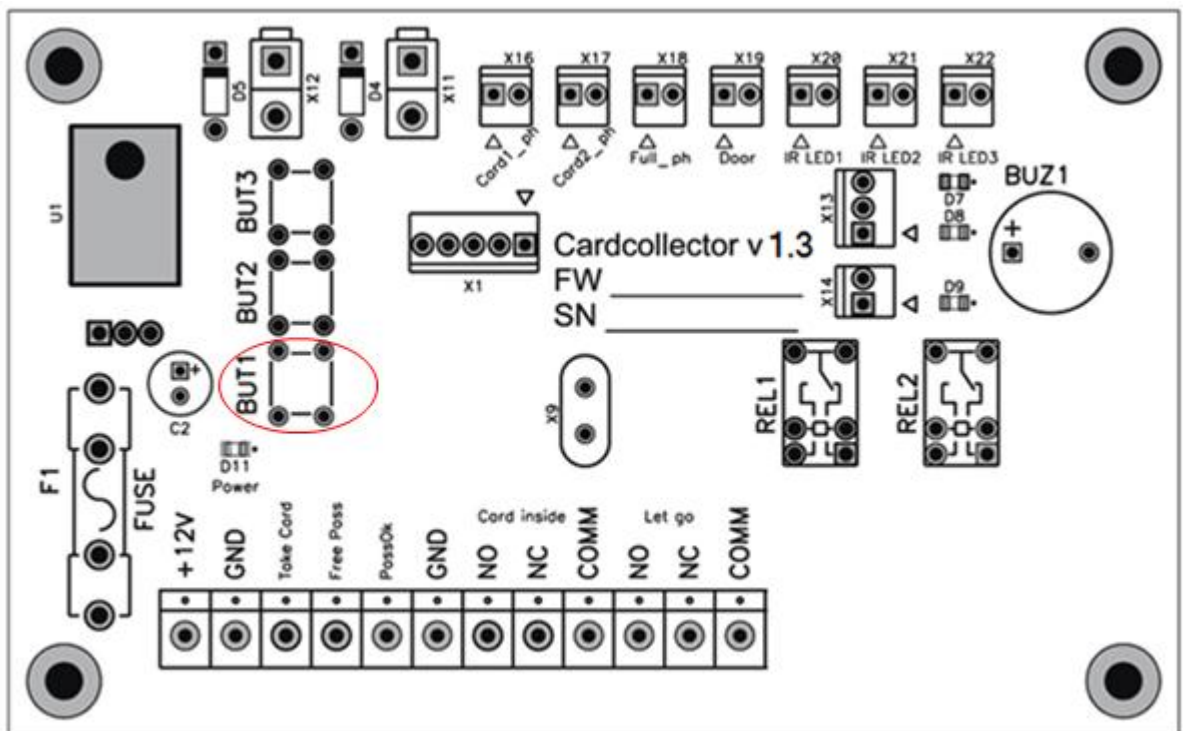 X16 X17 X18 X19 X20 X21 X22
D5 X12 D4 X11
Card1_ph Card2_ph Full_ph Door IR LED1 IR LED2 IR LED3
U1
BUT3
BUT2
BUT1
X1
Cardcollector v 1.3
FW
SN
X13
X14
D7
D8
D9
BUZ1
+
X9
REL1
REL2
+
C2
D11
Power
F1
FUSE
Card inside Let go
+12V GND Take Card Free Pass PassOk GND NO NC COMM NO NC COMM